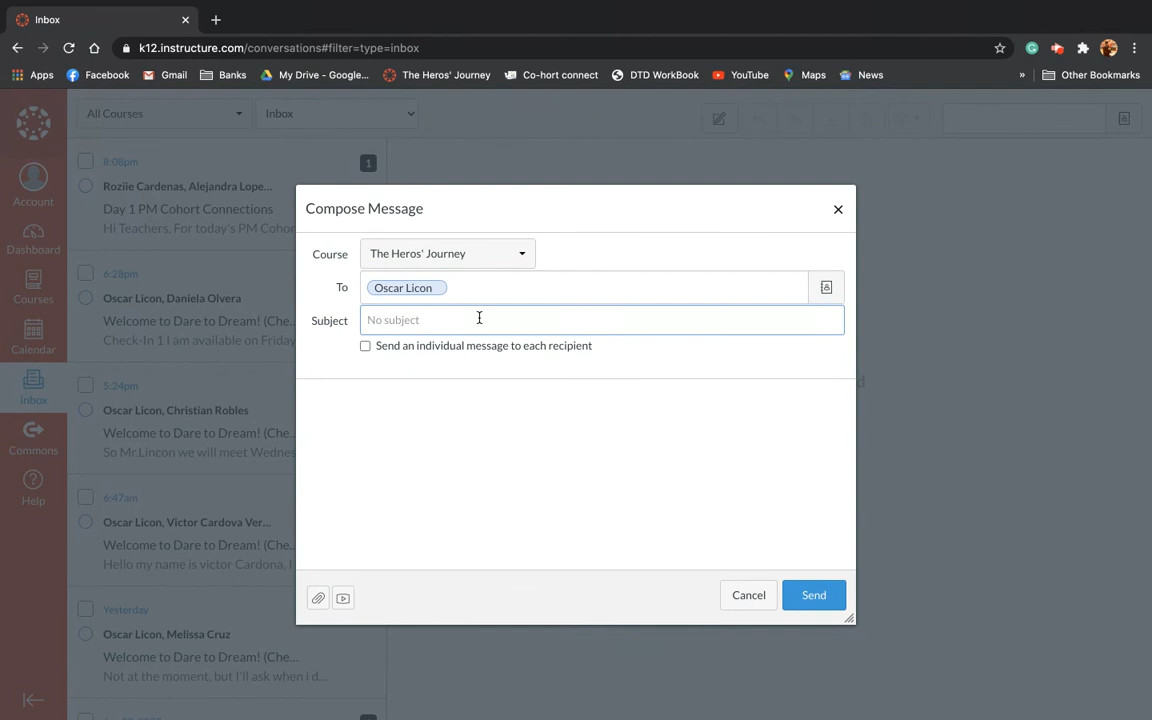 Inbox
k12.instructure.com/conversations#filter=type=inbox
Apps Facebook Gmail Banks My Drive - Google... The Heros' Journey Co-hort connect DTD WorkBook YouTube Maps News » Other Bookmarks
All Courses Inbox
Account
Dashboard
Courses
Calendar
Inbox
Commons
Help
8:08pm 1
Roziie Cardenas, Alejandra Lope...
Day 1 PM Cohort Connections
Hi Teachers, For today's PM Cohor
6:28pm
Oscar Licon, Daniela Olvera
Welcome to Dare to Dream! (Che..
Check-In 1 I am available on Friday
5:24pm
Oscar Licon, Christian Robles
Welcome to Dare to Dream! (Che..
So Mr.Lincon we will meet Wednes
6:47am
Oscar Licon, Victor Cardova Ver...
Welcome to Dare to Dream! (Che..
Hello my name is victor Cardona, I
Yesterday
Oscar Licon, Melissa Cruz
Welcome to Dare to Dream! (Che...
Not at the moment, but I'll ask when i d...
Compose Message
Course The Heros' Journey
To Oscar Licon
Subject No subject
Send an individual message to each recipient
Cancel Send